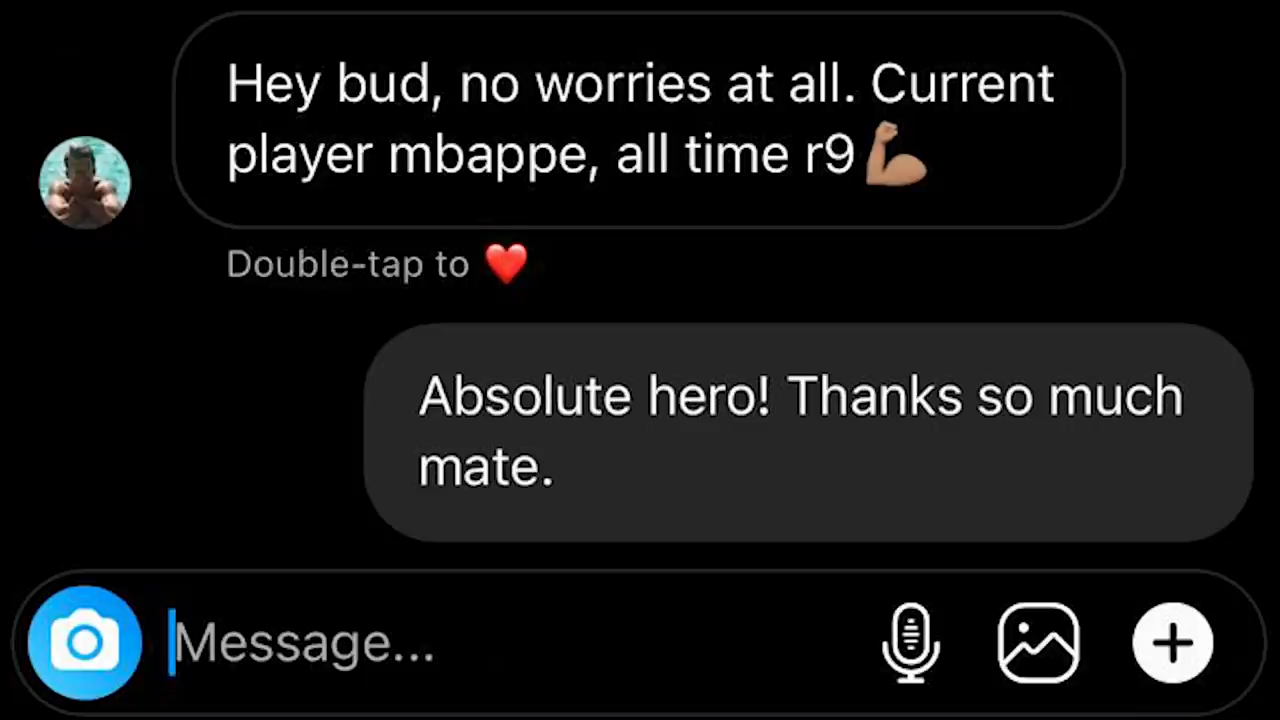 Hey bud, no worries at all. Current
player mbappe, all time r9💪🏽
Double-tap to ❤️
Absolute hero! Thanks so much
mate.
Message...